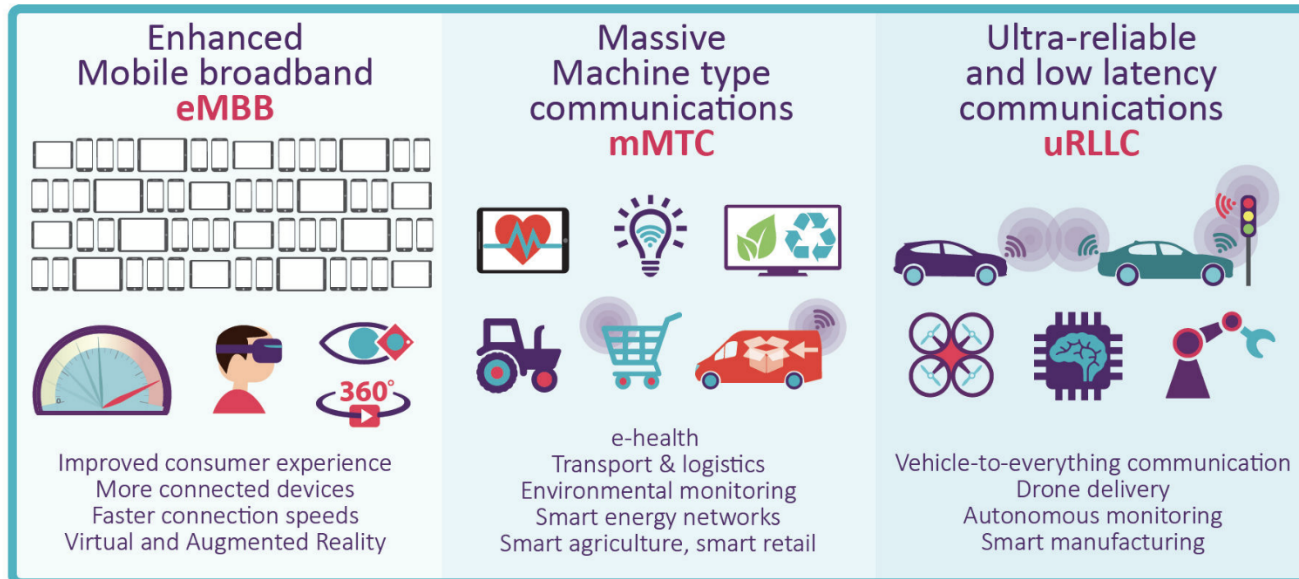 Enhanced
Mobile broadband
eMBB
360°
Improved consumer experience
More connected devices
Faster connection speeds
Virtual and Augmented Reality
Massive
Machine type
communications
mMTC
e-health
Transport & logistics
Environmental monitoring
Smart energy networks
Smart agriculture, smart retail
Ultra-reliable
and low latency
communications
uRLLC
Vehicle-to-everything communication
Drone delivery
Autonomous monitoring
Smart manufacturing